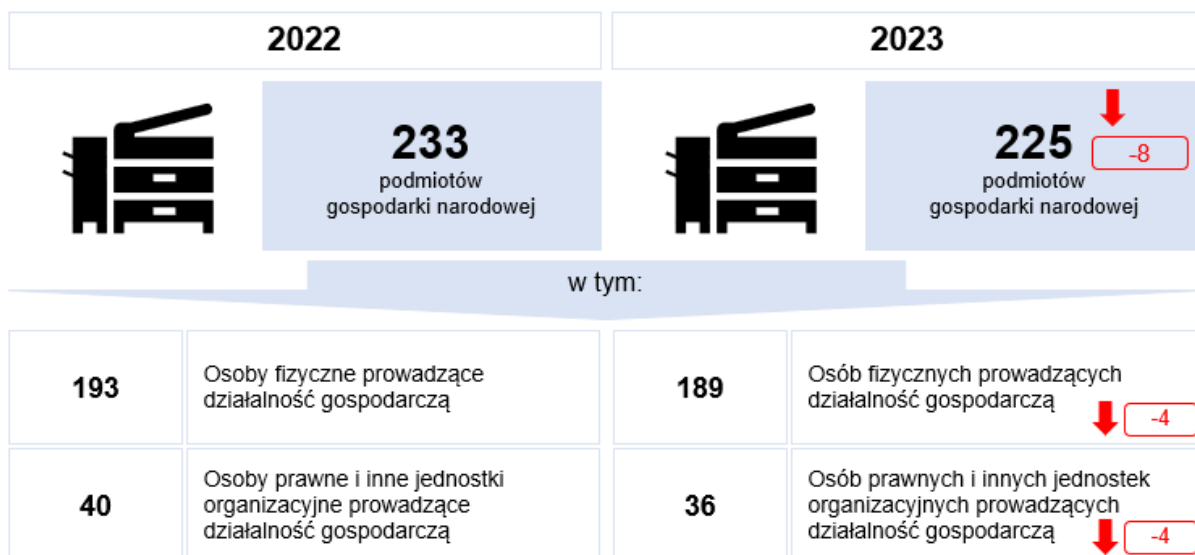 2022
2023
233
podmiotów
gospodarki narodowej
225
-8
podmiotów
gospodarki narodowej
w tym:
193
Osoby fizyczne prowadzące
działalność gospodarczą
189
Osób fizycznych prowadzących
działalność gospodarczą
-4
40
Osoby prawne i inne jednostki
organizacyjne prowadzące
działalność gospodarczą
36
Osób prawnych i innych jednostek
organizacyjnych prowadzących
działalność gospodarczą
-4